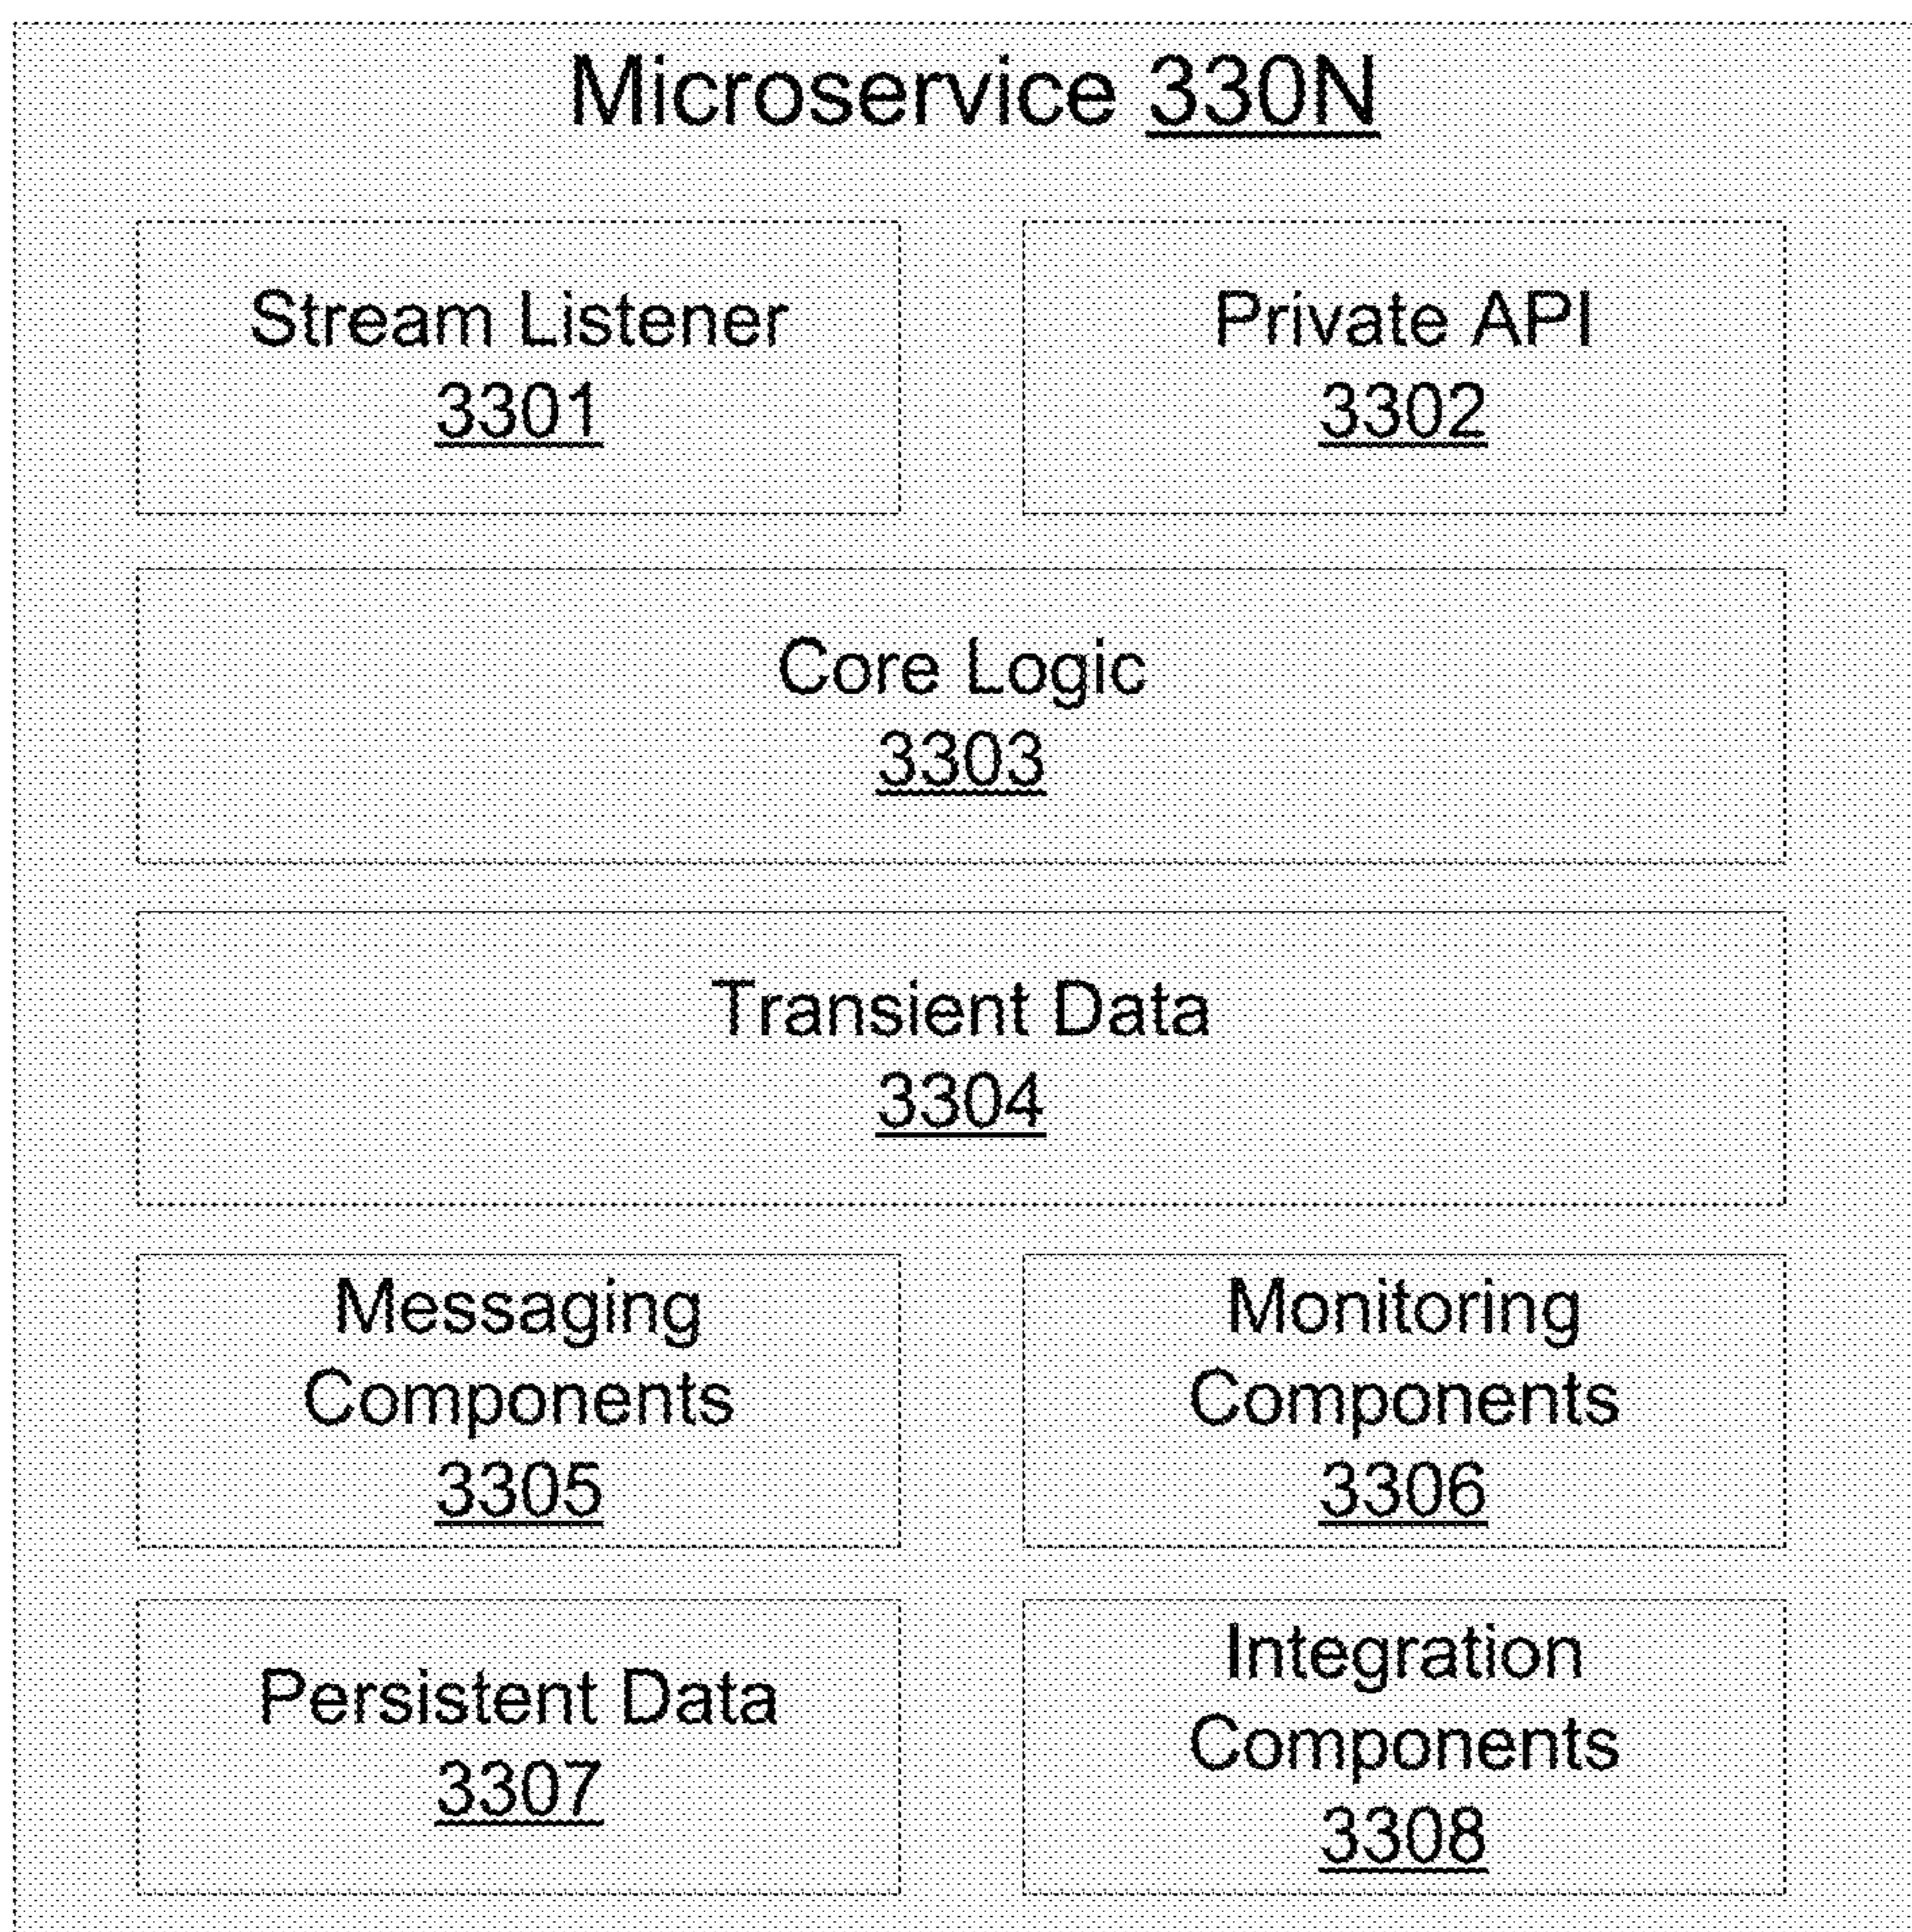 Microservice 330N
Stream Listener
3301
Private API
3302
Core Logic
3303
Transient Data
3304
Messaging
Components
3305
Monitoring
Components
3306
Persistent Data
3307
Integration
Components
3308